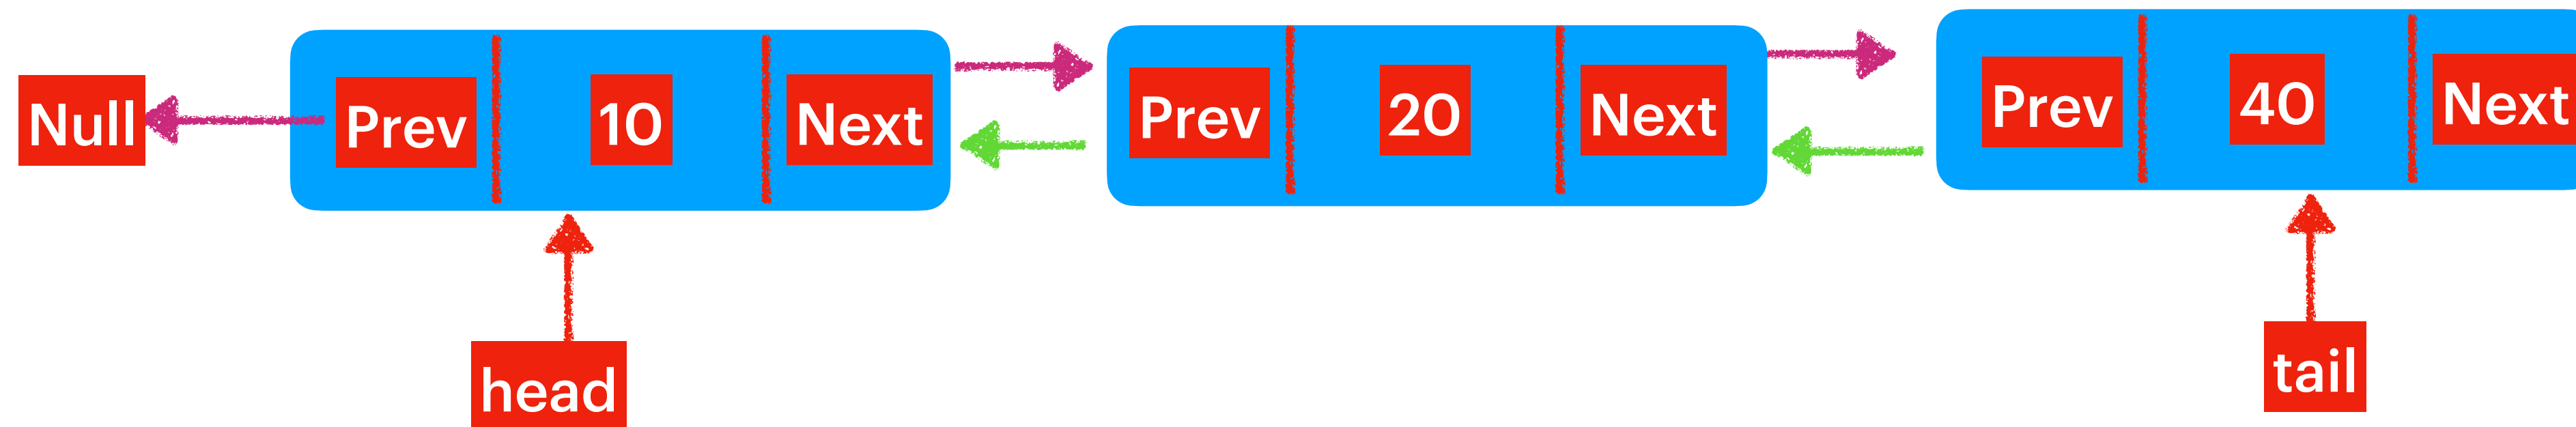 Null Prev 10 Next Prev 20 Next Prev 40 Next
head tail